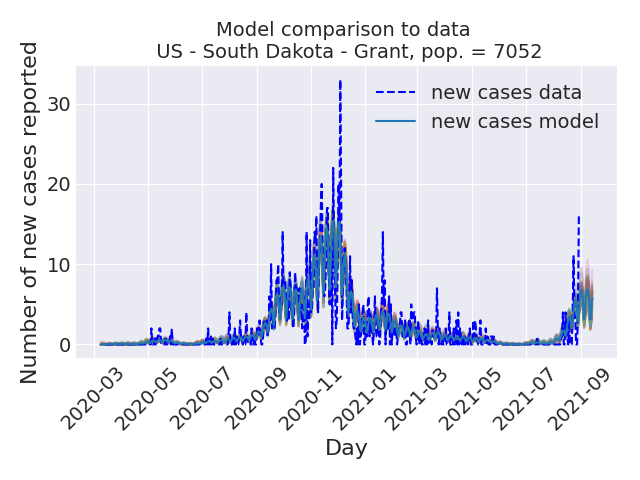 Model comparison to data
US - South Dakota - Grant, pop. = 7052
Number of new cases reported
30
20
10
0
new cases data
new cases model
2020-03
2020-05
2020-07
2020-09
2020-11
2021-01
2021-03
2021-05
2021-07
2021-09
Day